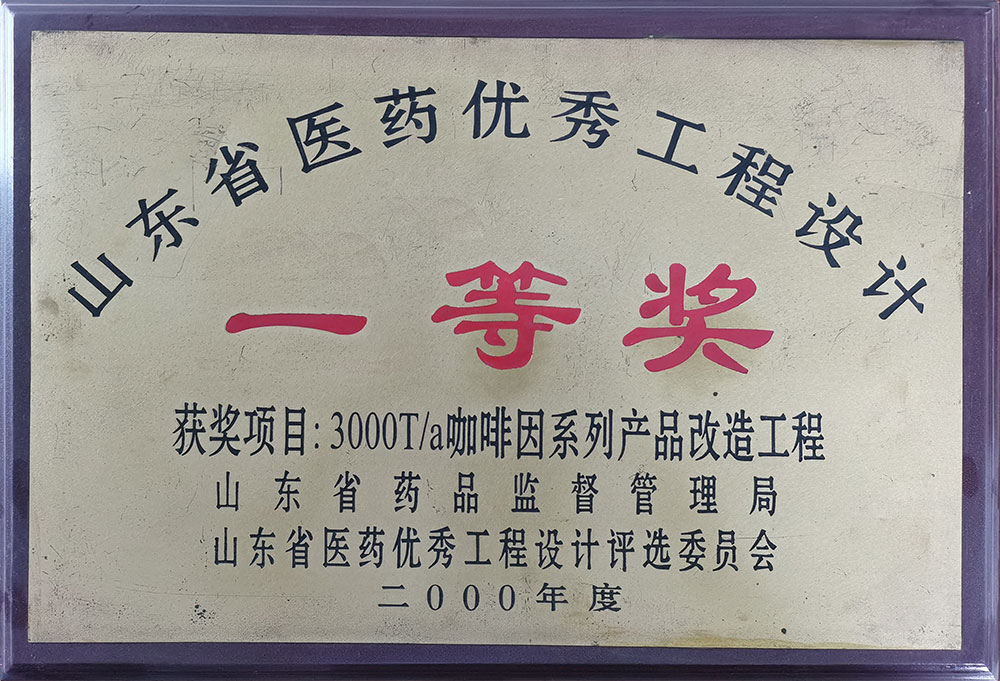 山东省医药优秀工程设计
一等奖
获奖项目:3000T/a咖啡因系列产品改造工程
山东省药品监督管理局
山东省医药优秀工程设计评选委员会
二000年度